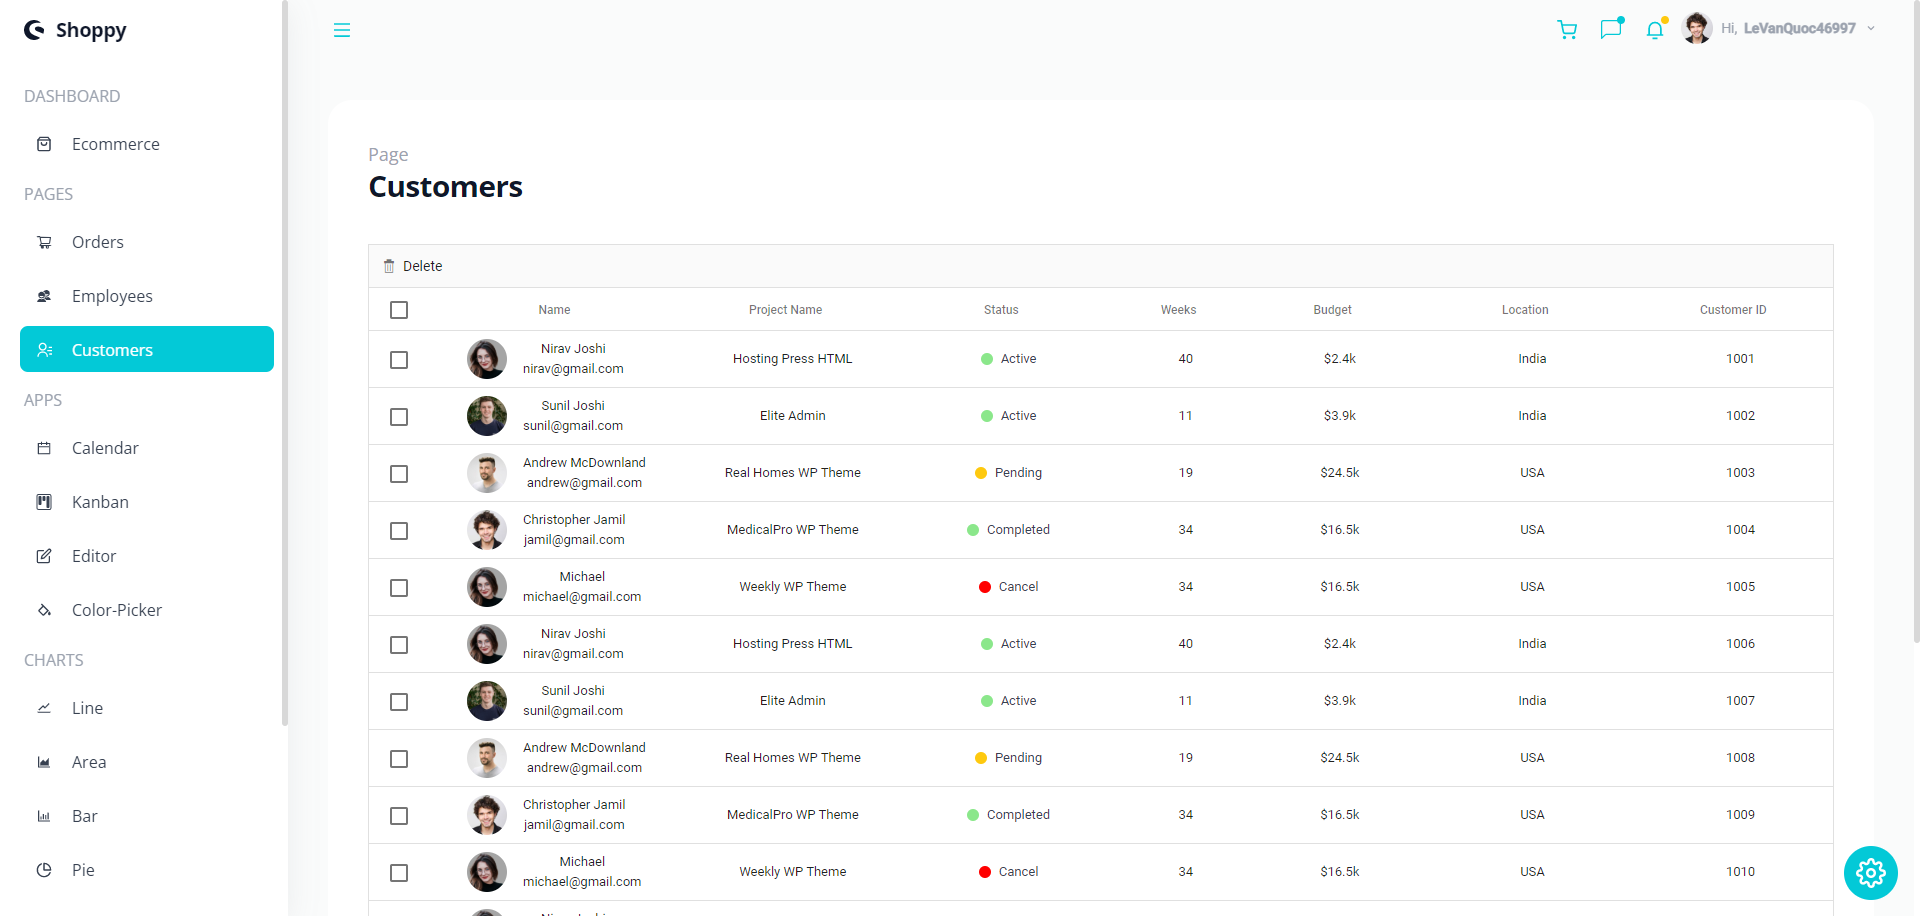 Shoppy
Hi, LeVanQuoc46997
DASHBOARD
Ecommerce
PAGES
Orders
Employees
Customers
APPS
Calendar
Kanban
Editor
Color-Picker
CHARTS
Line
Area
Bar
Pie
Page
Customers
Delete
Name Project Name Status Weeks Budget Location Customer ID
Nirav Joshi
nirav@gmail.com
Hosting Press HTML Active 40 $2.4k India 1001
Sunil Joshi
sunil@gmail.com
Elite Admin Active 11 $3.9k India 1002
Andrew McDownland
andrew@gmail.com
Real Homes WP Theme Pending 19 $24.5k USA 1003
Christopher Jamil
jamil@gmail.com
MedicalPro WP Theme Completed 34 $16.5k USA 1004
Michael
michael@gmail.com
Weekly WP Theme Cancel 34 $16.5k USA 1005
Nirav Joshi
nirav@gmail.com
Hosting Press HTML Active 40 $2.4k India 1006
Sunil Joshi
sunil@gmail.com
Elite Admin Active 11 $3.9k India 1007
Andrew McDownland
andrew@gmail.com
Real Homes WP Theme Pending 19 $24.5k USA 1008
Christopher Jamil
jamil@gmail.com
MedicalPro WP Theme Completed 34 $16.5k USA 1009
Michael
michael@gmail.com
Weekly WP Theme Cancel 34 $16.5k USA 1010